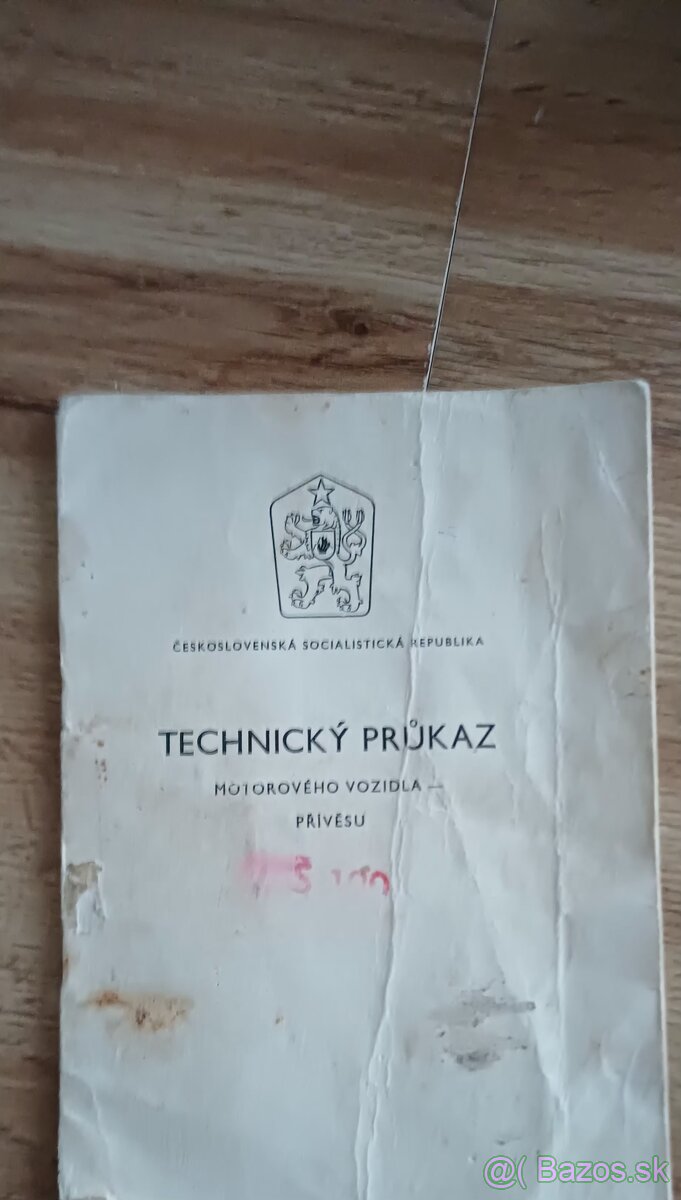 ČESKOSLOVENSKÁ SOCIALISTICKÁ REPUBLIKA
TECHNICKÝ PRŮKAZ
MOTOROVÉHO VOZIDLA —
PŘÍVĚSU
@( Bazos.sk